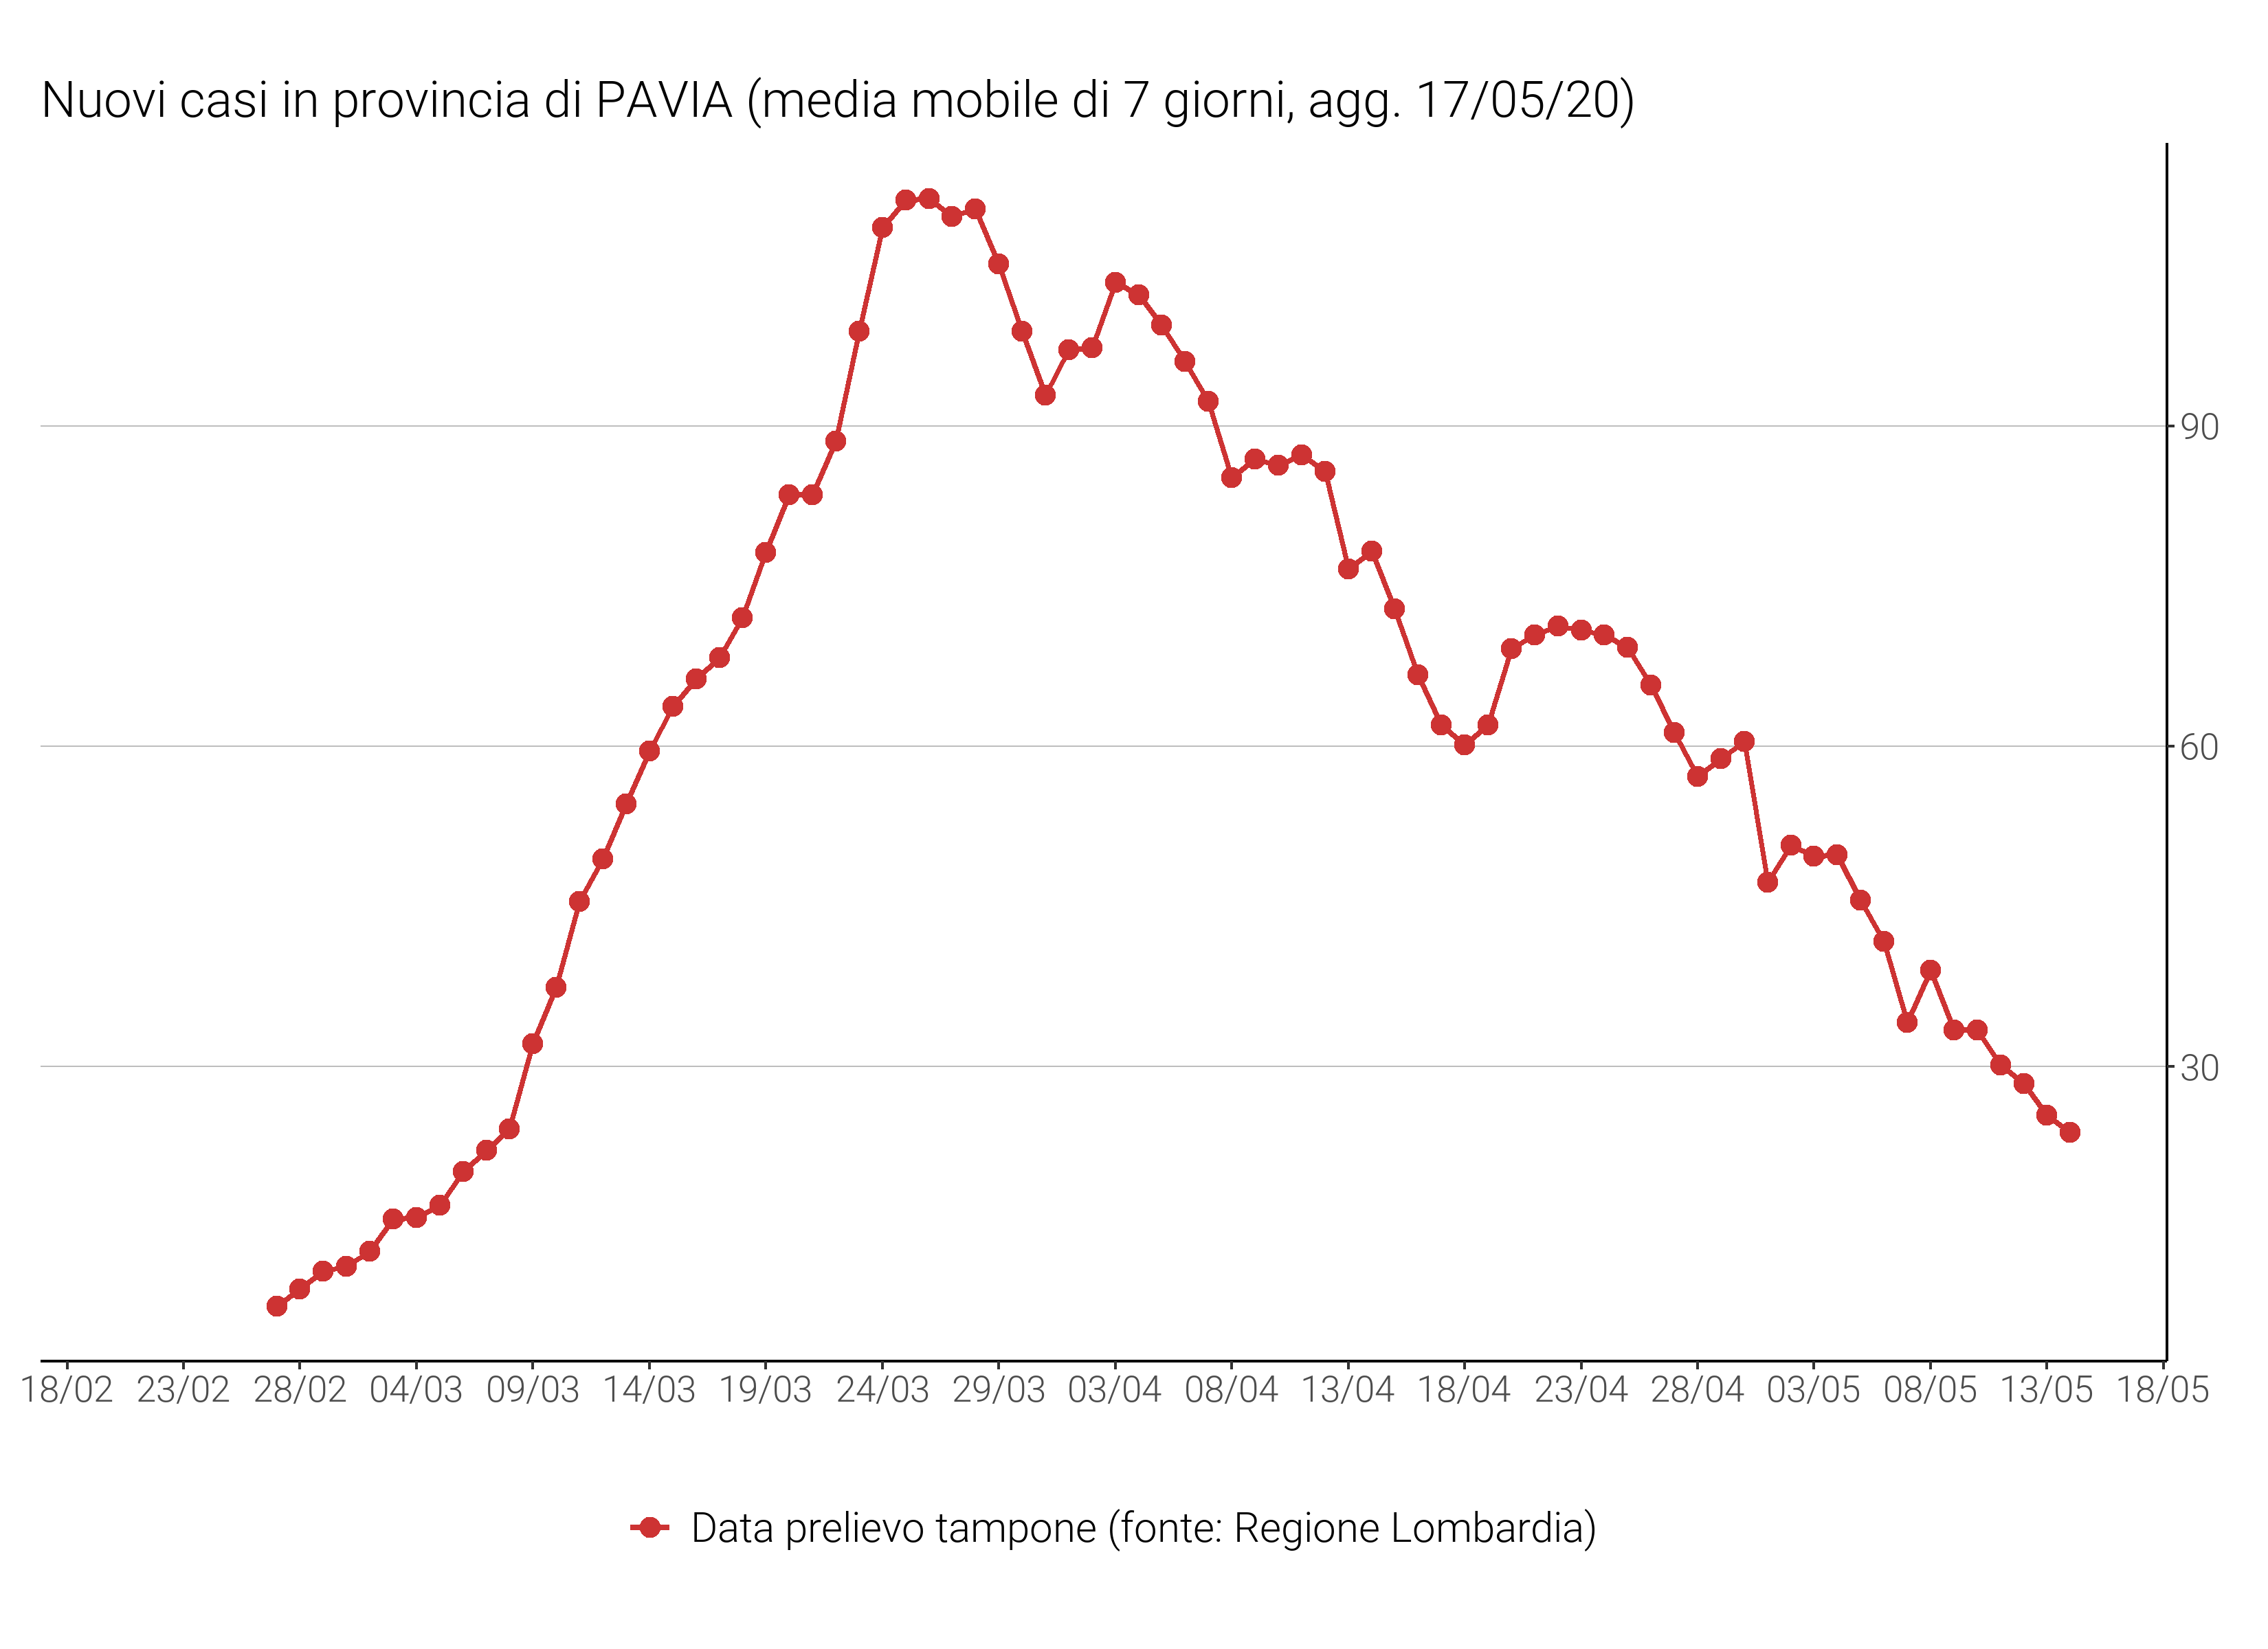 Nuovi casi in provincia di PAVIA (media mobile di 7 giorni, agg. 17/05/20)
90
60
30
18/02 23/02 28/02 04/03 09/03 14/03 19/03 24/03 29/03 03/04 08/04 13/04 18/04 23/04 28/04 03/05 08/05 13/05 18/05
Data prelievo tampone (fonte: Regione Lombardia)